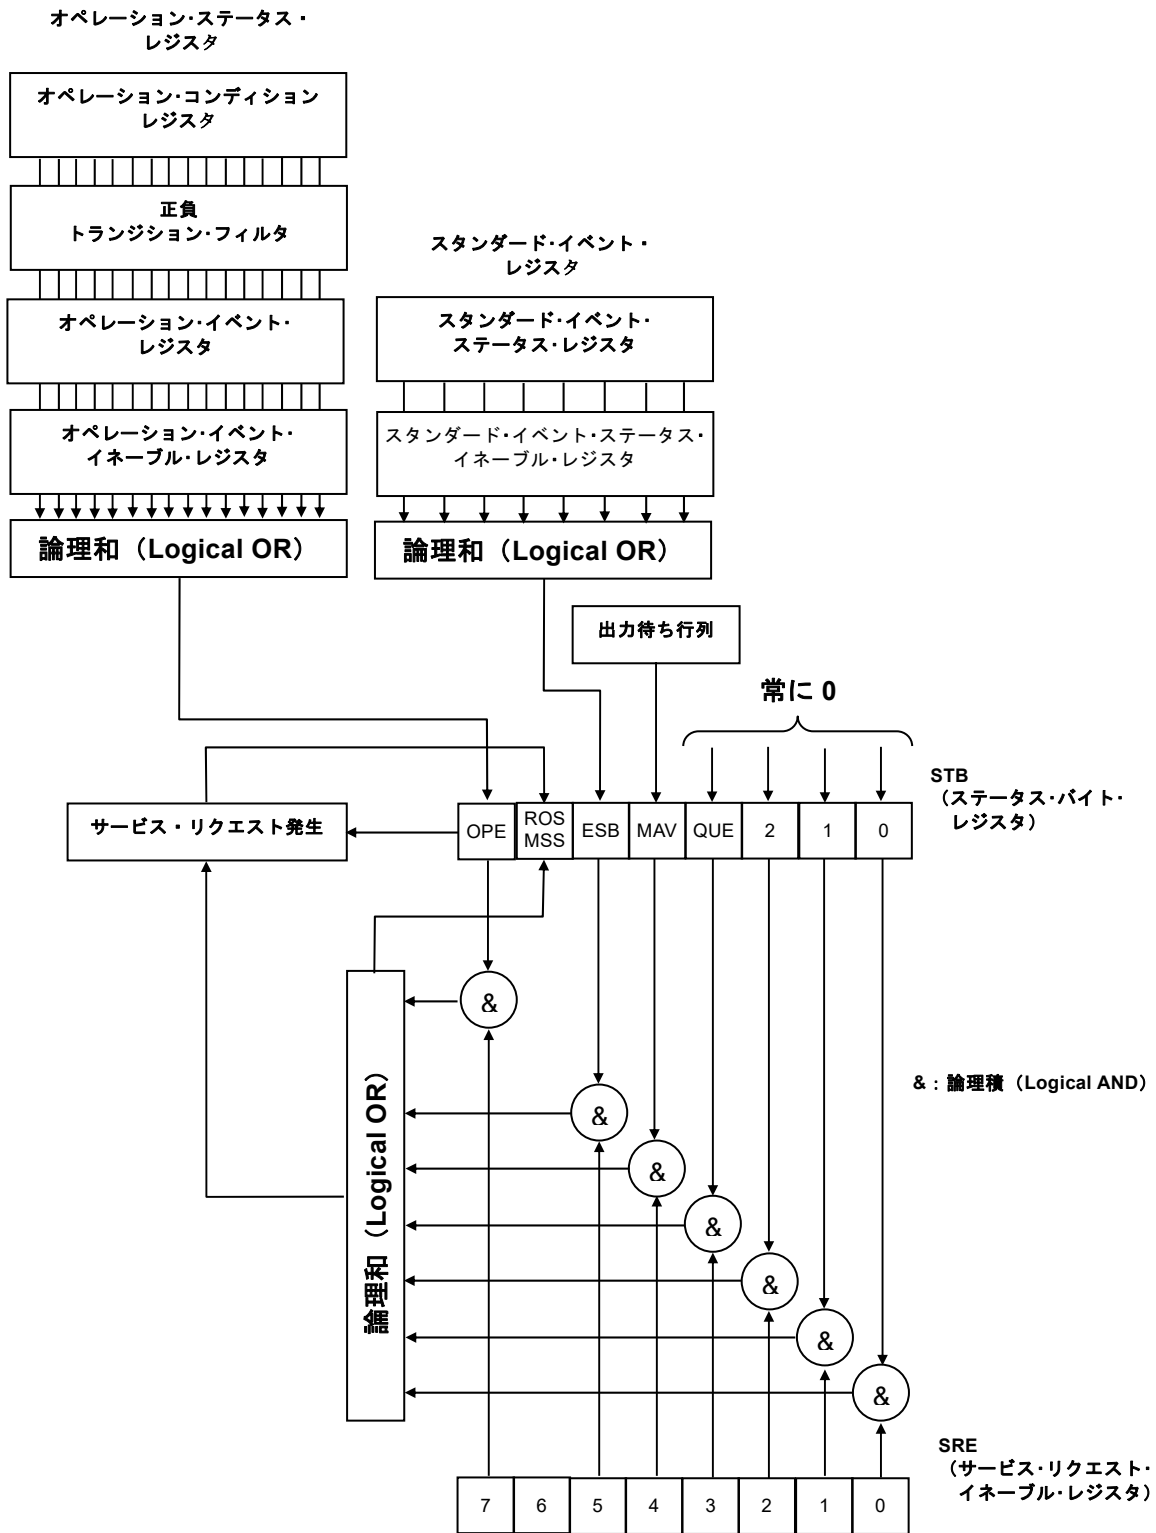 オペレーション・ステータス・
レジスタ
オペレーション・コンディション
レジスタ
正負
トランジション・フィルタ
オペレーション・イベント・
レジスタ
オペレーション・イベント・
イネーブル・レジスタ
論理和（Logical OR）
スタンダード・イベント・
レジスタ
スタンダード・イベント・
ステータス・レジスタ
スタンダード・イベント・ステータス・
イネーブル・レジスタ
論理和（Logical OR）
出力待ち行列
常に 0
STB
（ステータス・バイト・
レジスタ）
サービス・リクエスト発生
OPE
ROS
MSS
ESB
MAV
QUE
2
1
0
論理和（Logical OR）
&
&
&
&
&
&
&
&：論理積（Logical AND）
SRE
（サービス・リクエスト・
イネーブル・レジスタ）
7
6
5
4
3
2
1
0